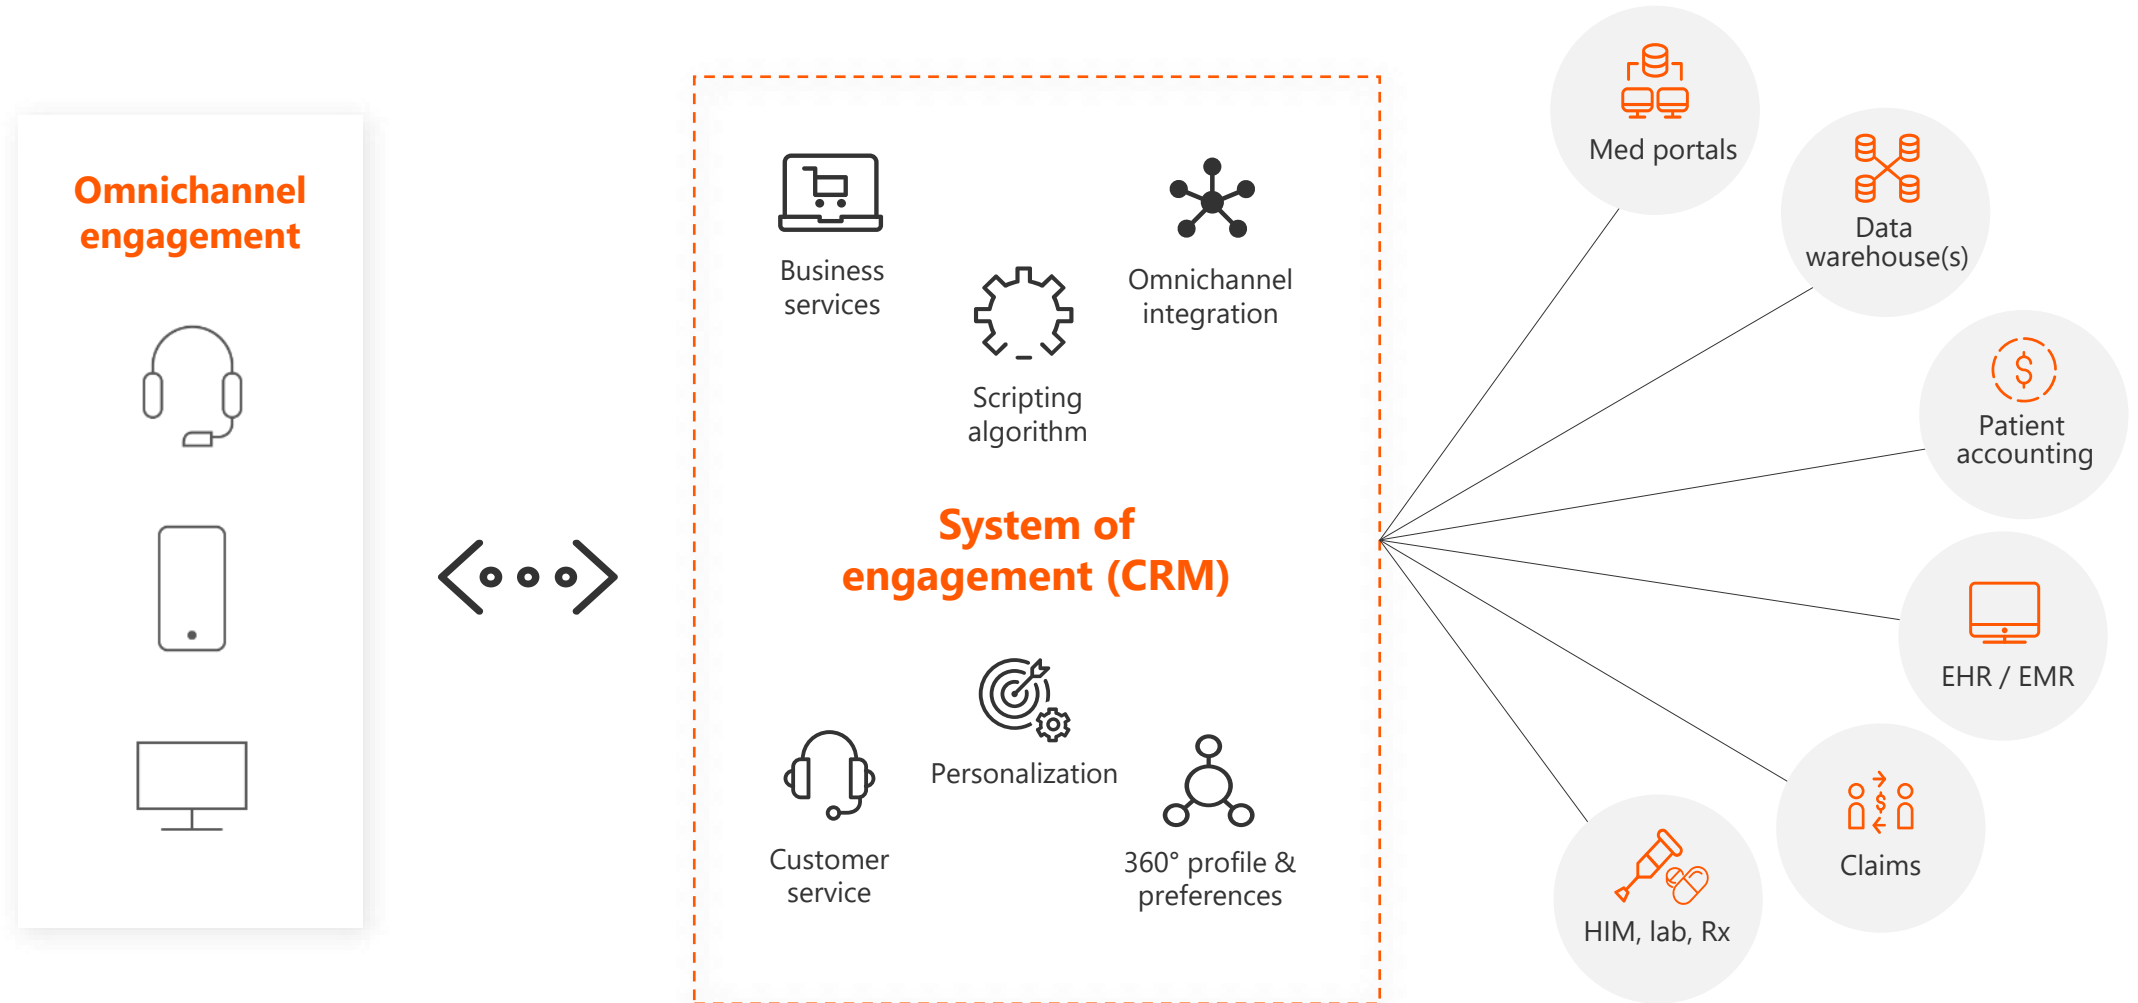 Omnichannel
engagement
Business
services
Omnichannel
integration
Scripting
algorithm
System of
engagement (CRM)
Personalization
Customer
service
360° profile &
preferences
Med portals
Data
warehouse(s)
$
Patient
accounting
EHR / EMR
$
Claims
HIM, lab, Rx